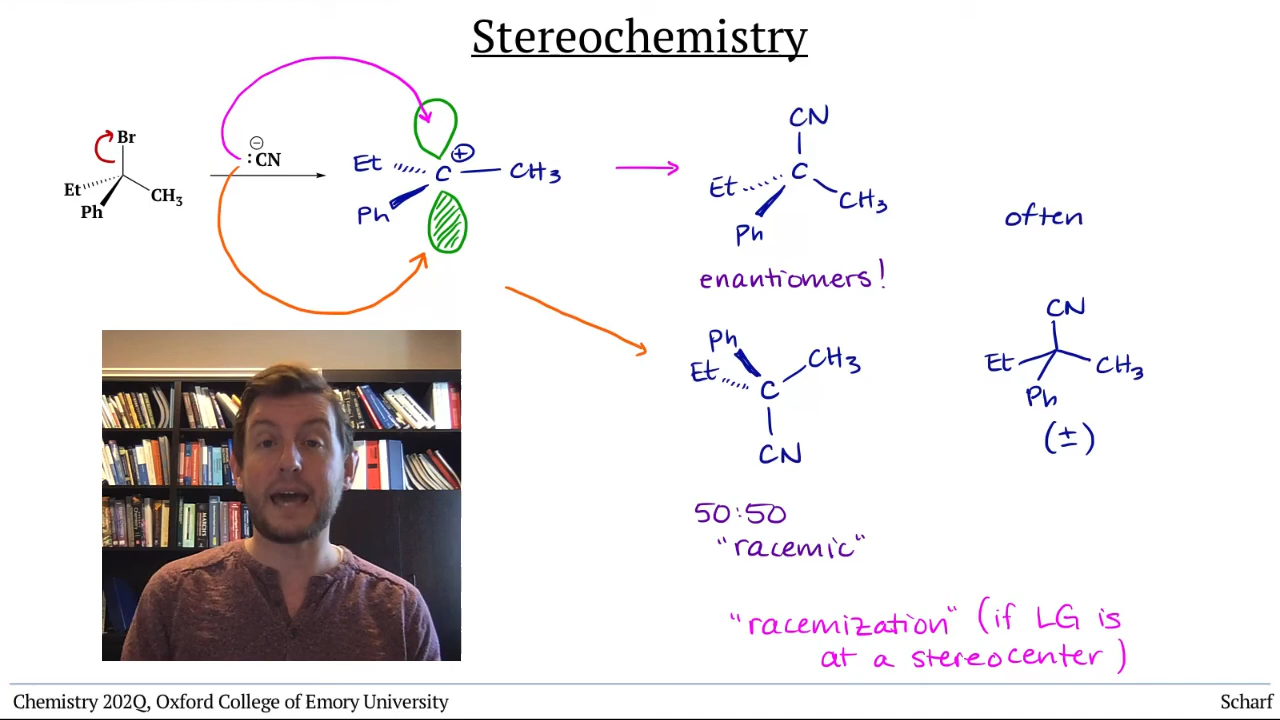 Stereochemistry
Br
Et
Ph
CH3
⊖
:CN
Et
C
⊕
CH3
Ph
CN
C
Et
CH3
Ph
enantiomers!
often
Ph
Et
C
CH3
CN
CN
Et
CH3
Ph
(±)
50:50
"racemic"
"racemization" (if LG is
at a stereocenter)
Chemistry 202Q, Oxford College of Emory University
Scharf